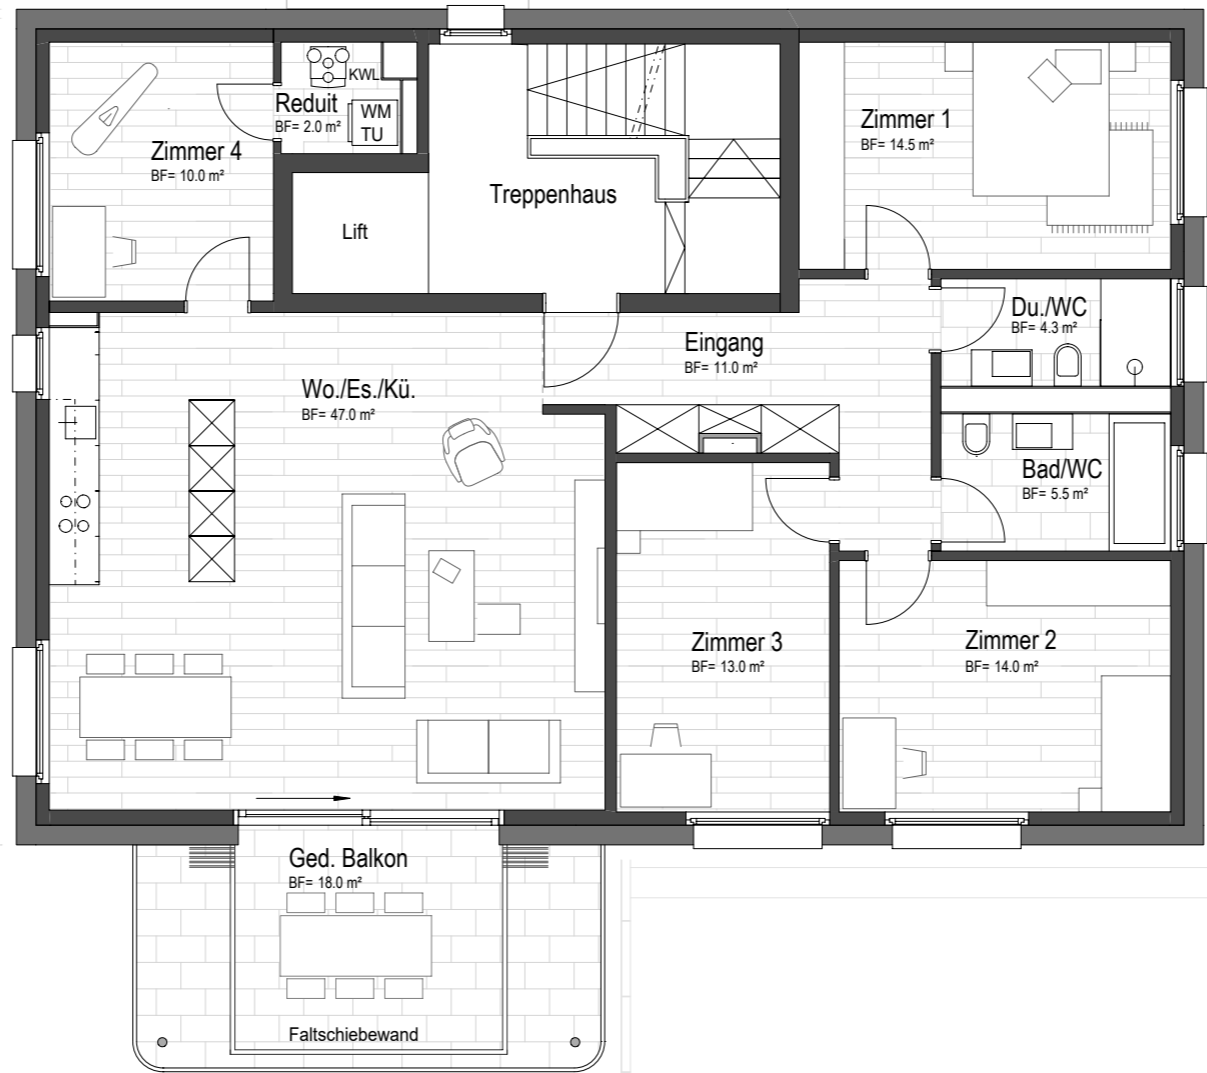 KWL
Reduit
BF= 2.0 m²
WM
TU
Zimmer 4
BF= 10.0 m²
Treppenhaus
Lift
Zimmer 1
BF= 14.5 m²
Du./WC
BF= 4.3 m²
Eingang
BF= 11.0 m²
Wo./Es./Kü.
BF= 47.0 m²
Bad/WC
BF= 5.5 m²
Zimmer 3
BF= 13.0 m²
Zimmer 2
BF= 14.0 m²
Ged. Balkon
BF= 18.0 m²
Faltschiebewand